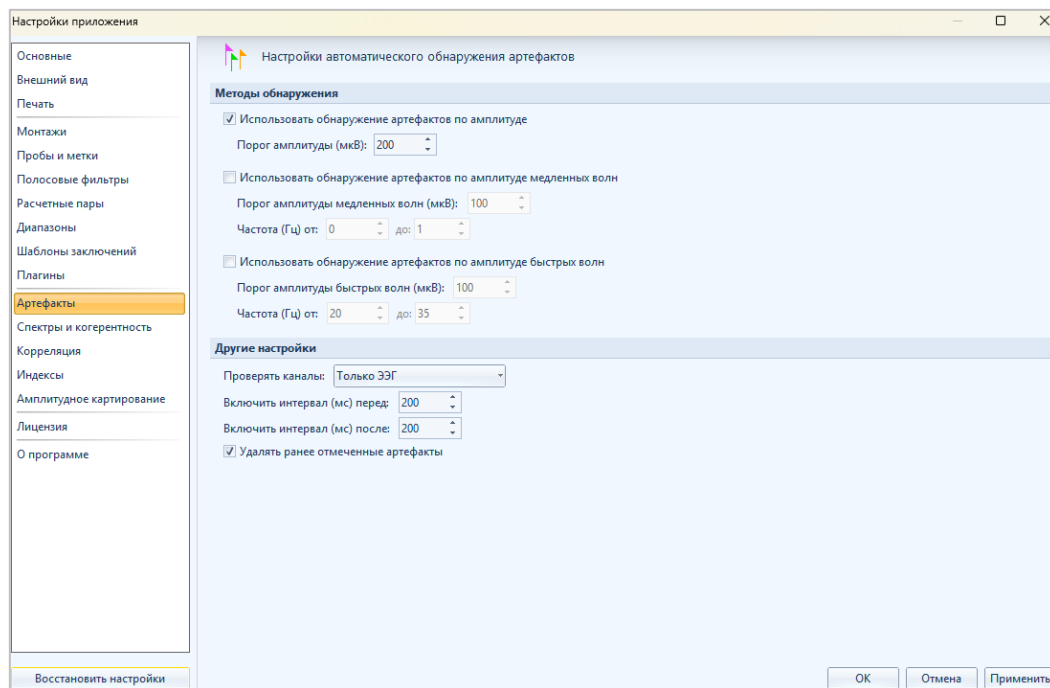 Настройки приложения
Основные
Внешний вид
Печать
Монтажи
Пробы и метки
Полосовые фильтры
Расчетные пары
Диапазоны
Шаблоны заключений
Плагины
Артефакты
Спектры и когерентность
Корреляция
Индексы
Амплитудное картирование
Лицензия
О программе
Восстановить настройки
Настройки автоматического обнаружения артефактов
Методы обнаружения
Использовать обнаружение артефактов по амплитуде
Порог амплитуды (мкВ): 200
Использовать обнаружение артефактов по амплитуде медленных волн
Порог амплитуды медленных волн (мкВ): 100
Частота (Гц) от: 0 до: 1
Использовать обнаружение артефактов по амплитуде быстрых волн
Порог амплитуды быстрых волн (мкВ): 100
Частота (Гц) от: 20 до: 35
Другие настройки
Проверять каналы: Только ЭЭГ
Включить интервал (мс) перед: 200
Включить интервал (мс) после: 200
Удалять ранее отмеченные артефакты
ОК Отмена Применить